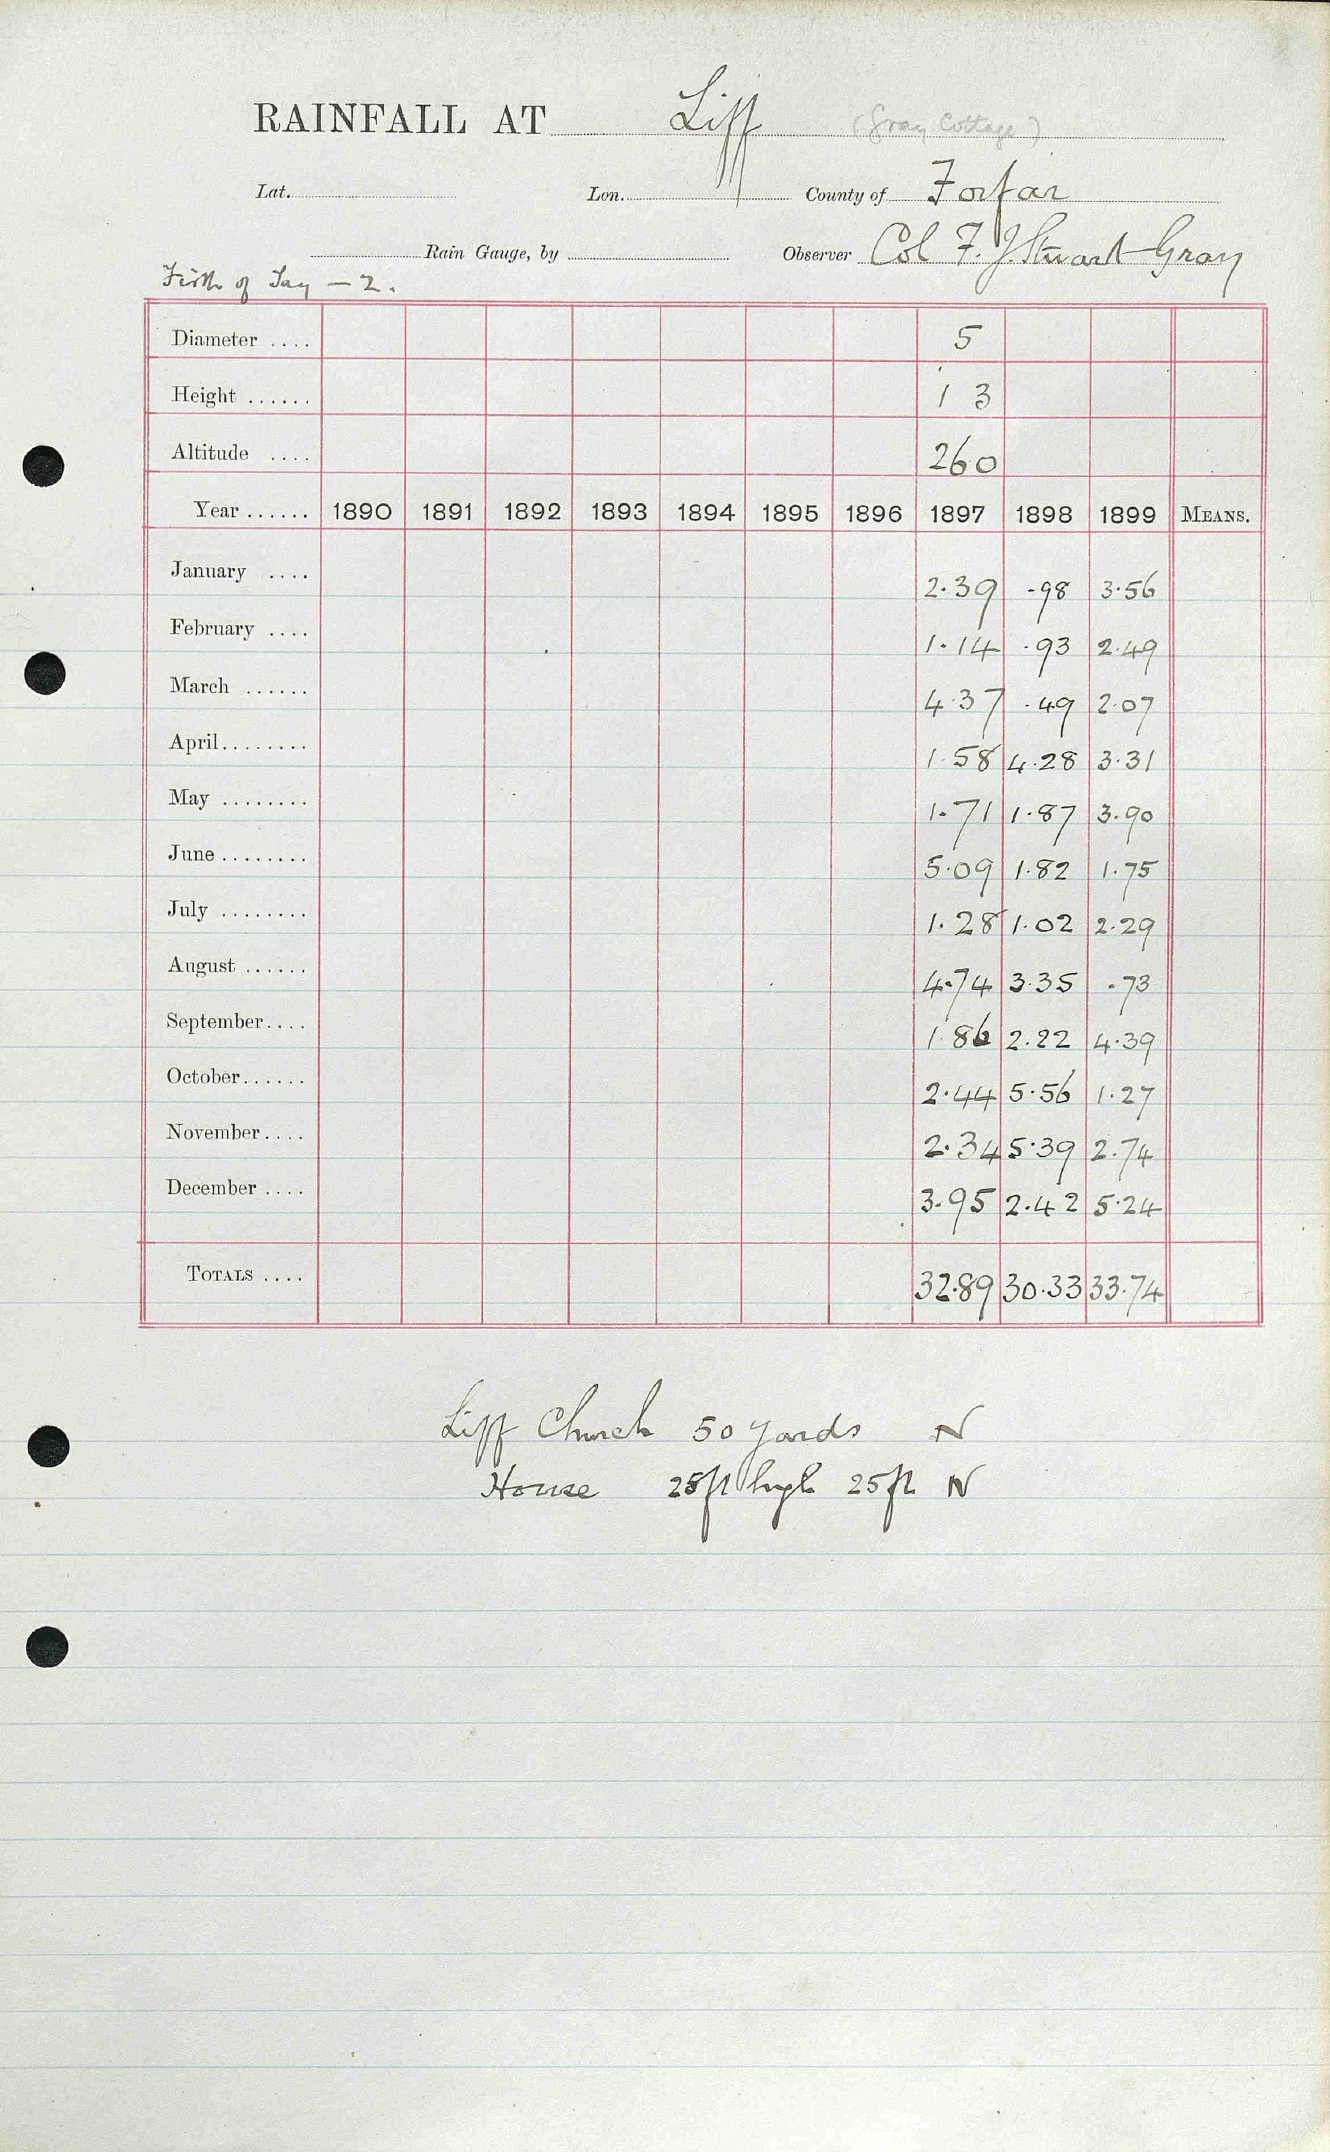 RAINFALL AT Liff (Gray Cottage)
Lat. Lon. County of Forfar
Rain Gauge, by Observer Col F. J. Stuart-Gray
Firth of Tay — 2.
Diameter .... 5
Height ...... 1 3
Altitude .... 260
Year ...... 1890 1891 1892 1893 1894 1895 1896 1897 1898 1899 MEANS.
January .... 2.39 .98 3.56
February .... 1.14 .93 2.49
March ...... 4.37 .49 2.07
April........ 1.58 4.28 3.31
May ........ 1.71 1.87 3.90
June ........ 5.09 1.82 1.75
July ........ 1.28 1.02 2.29
August ...... 4.74 3.35 .73
September.... 1.86 2.22 4.39
October...... 2.44 5.56 1.27
November.... 2.34 5.39 2.74
December .... 3.95 2.42 5.24
TOTALS .... 32.89 30.33 33.74
Liff Church 50 yards N
House 25ft high 25ft N